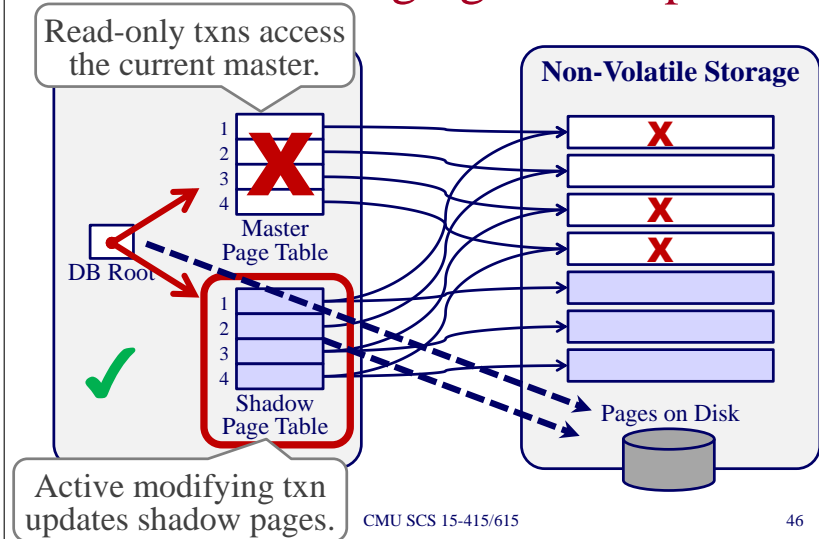 Read-only txns access
the current master.
Non-Volatile Storage
1
2
3
4
Master
Page Table
DB Root
1
2
3
4
Shadow
Page Table
X
X
X
X
Pages on Disk
Active modifying txn
updates shadow pages.
CMU SCS 15-415/615
46